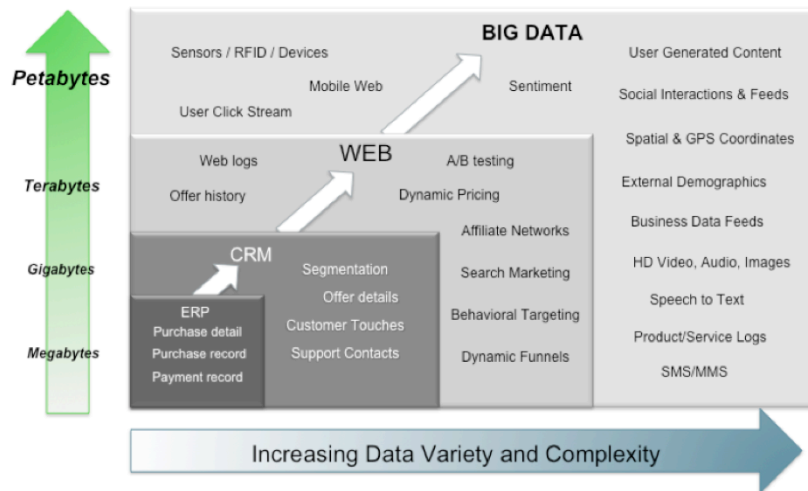 Petabytes
Terabytes
Gigabytes
Megabytes
BIG DATA
Sensors / RFID / Devices
Mobile Web
User Click Stream
Sentiment
User Generated Content
Social Interactions & Feeds
Spatial & GPS Coordinates
External Demographics
Business Data Feeds
HD Video, Audio, Images
Speech to Text
Product/Service Logs
SMS/MMS
WEB
Web logs
Offer history
A/B testing
Dynamic Pricing
Affiliate Networks
Search Marketing
Behavioral Targeting
Dynamic Funnels
CRM
Segmentation
Offer details
Customer Touches
Support Contacts
ERP
Purchase detail
Purchase record
Payment record
Increasing Data Variety and Complexity